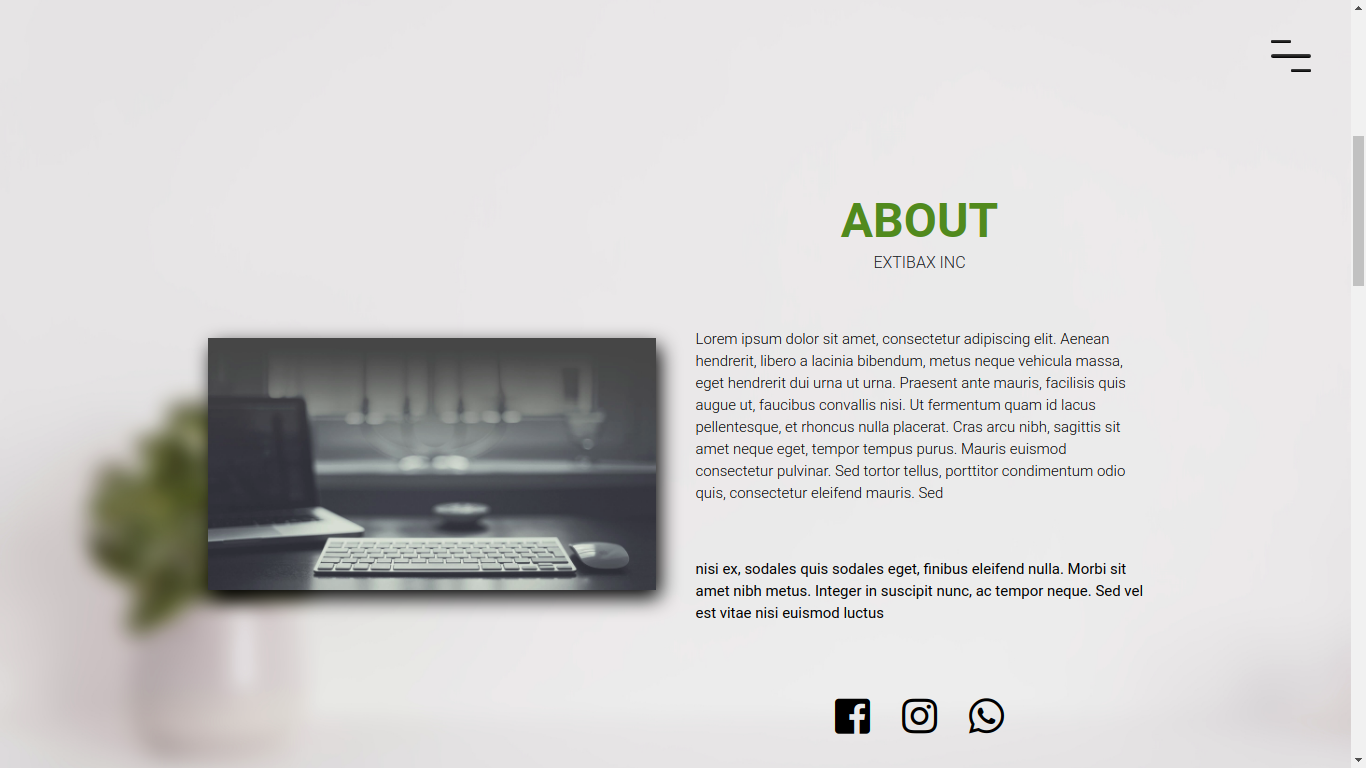 ABOUT
EXTIBAX INC
Lorem ipsum dolor sit amet, consectetur adipiscing elit. Aenean
hendrerit, libero a lacinia bibendum, metus neque vehicula massa,
eget hendrerit dui urna ut urna. Praesent ante mauris, facilisis quis
augue ut, faucibus convallis nisi. Ut fermentum quam id lacus
pellentesque, et rhoncus nulla placerat. Cras arcu nibh, sagittis sit
amet neque eget, tempor tempus purus. Mauris euismod
consectetur pulvinar. Sed tortor tellus, porttitor condimentum odio
quis, consectetur eleifend mauris. Sed
nisi ex, sodales quis sodales eget, finibus eleifend nulla. Morbi sit
amet nibh metus. Integer in suscipit nunc, ac tempor neque. Sed vel
est vitae nisi euismod luctus